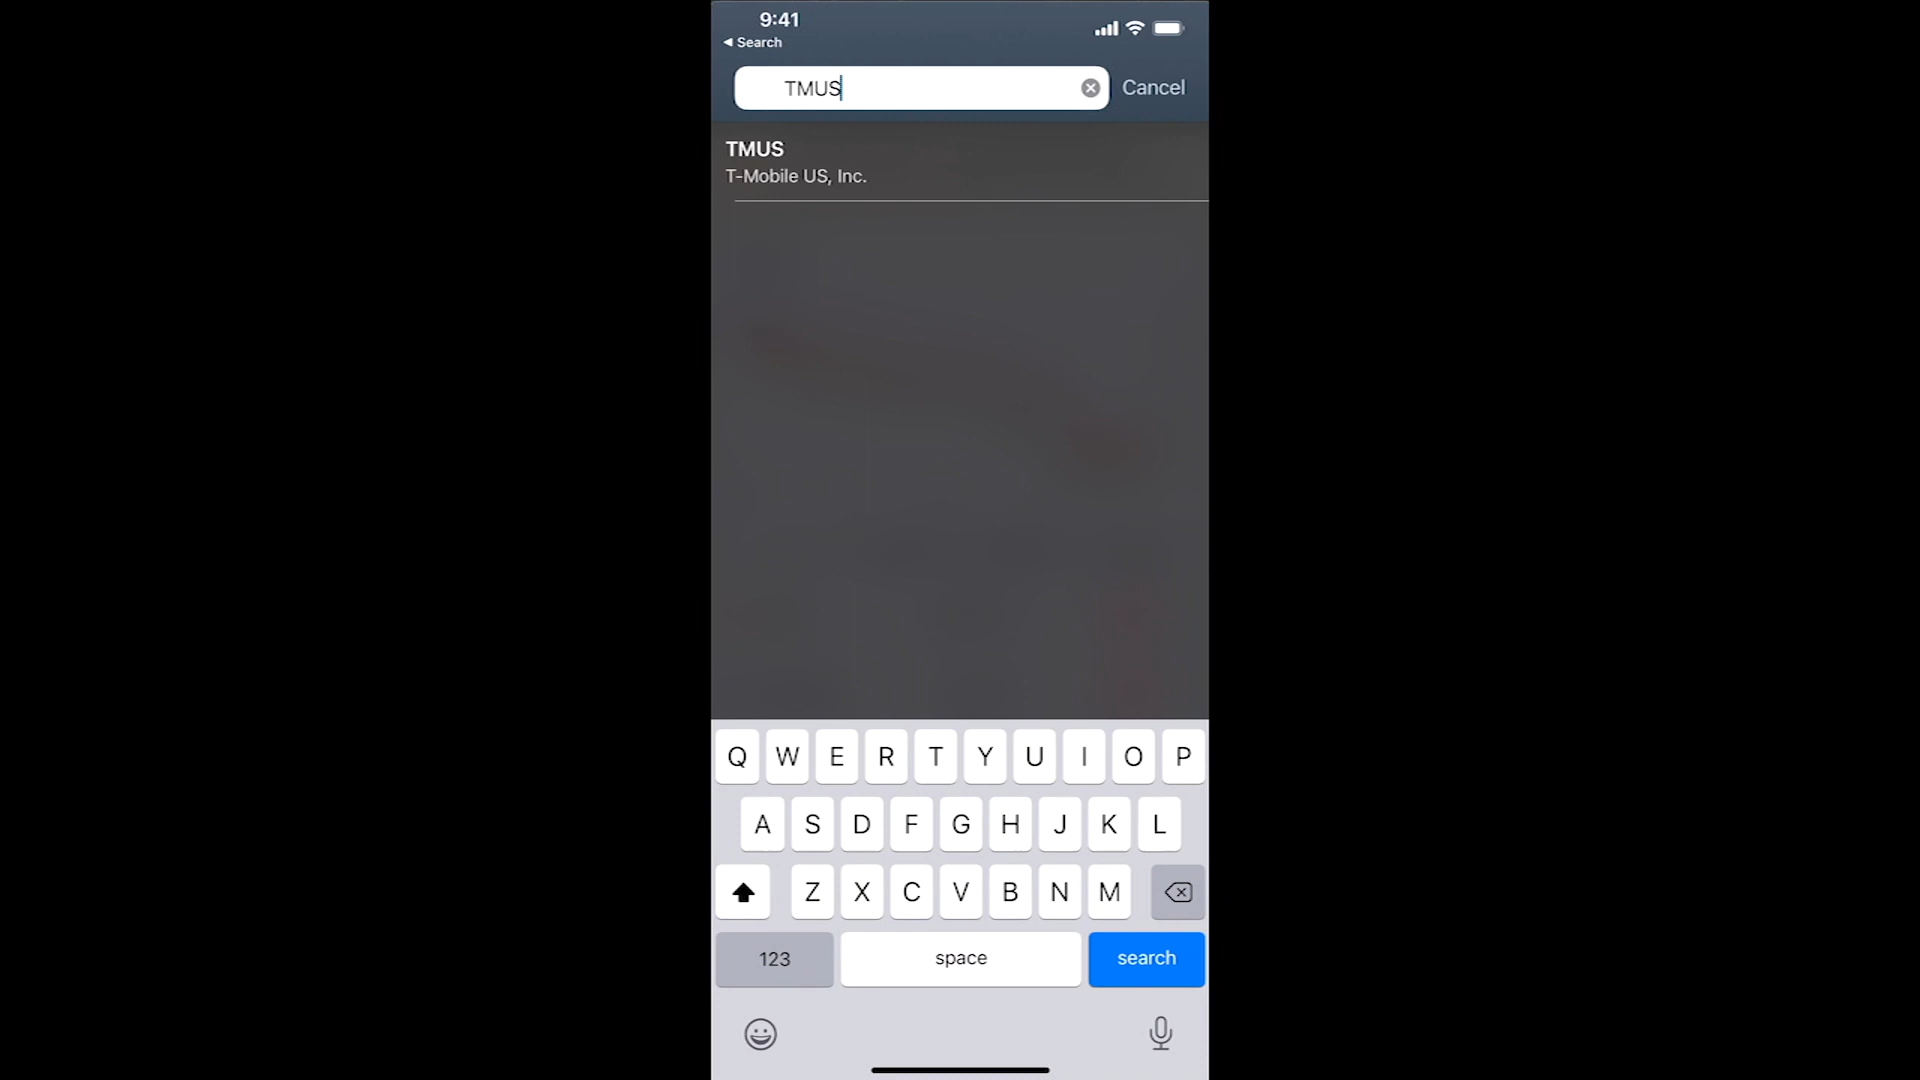 9:41
◀ Search
TMUS
Cancel
TMUS
T-Mobile US, Inc.
Q W E R T Y U I O P
A S D F G H J K L
Z X C V B N M
123 space search